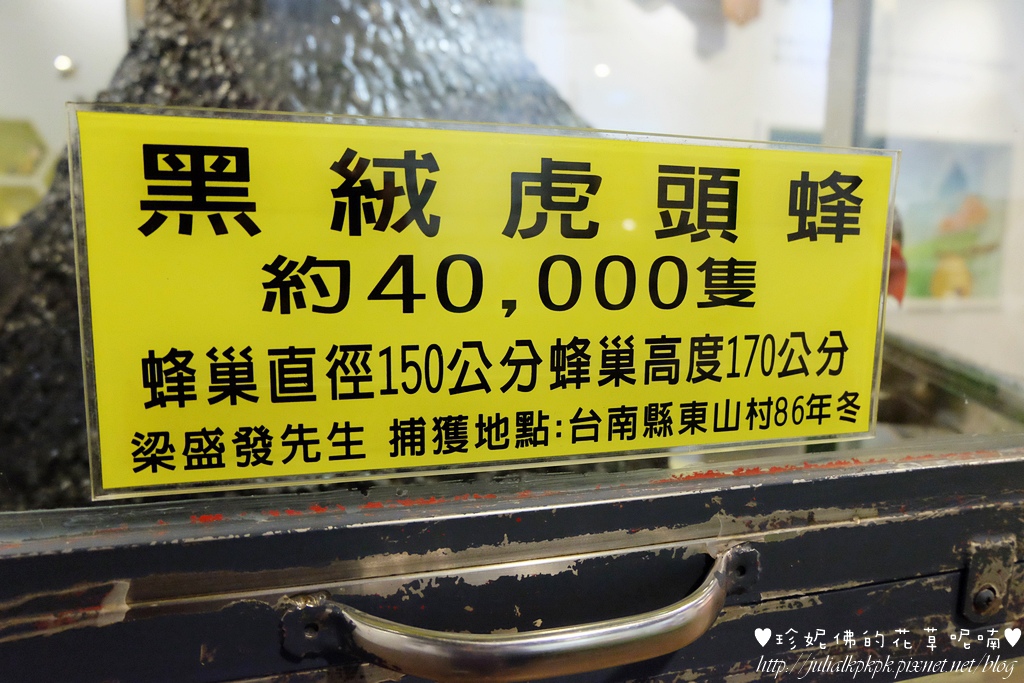 黑絨虎頭蜂
約40,000隻
蜂巢直徑150公分蜂巢高度170公分
梁盛發先生 捕獲地點:台南縣東山村86年冬
♥珍妮佛的花草呢喃♥
http://julialkpkpk.pixnet.net/blog